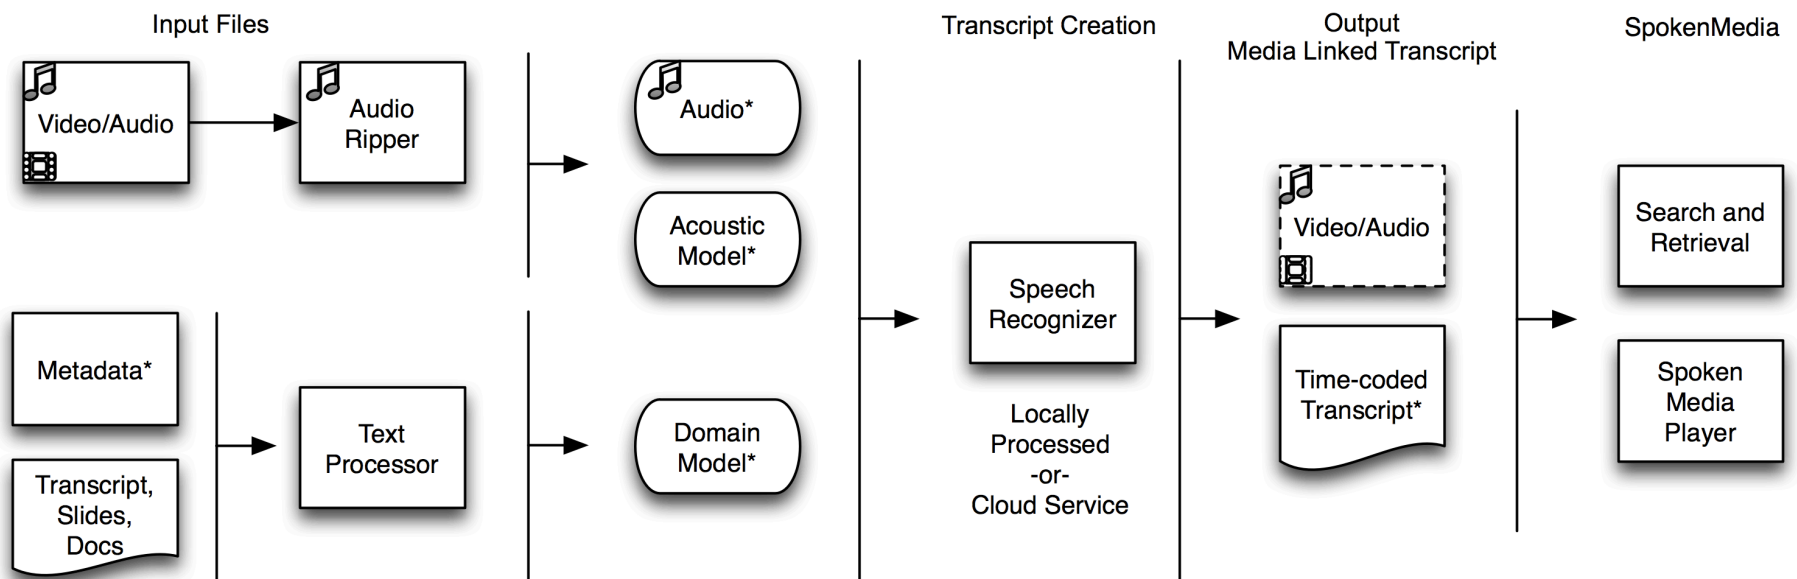 Input Files
Transcript Creation
Output
Media Linked Transcript
SpokenMedia
Video/Audio
Audio
Ripper
Audio*
Acoustic
Model*
Metadata*
Transcript,
Slides,
Docs
Text
Processor
Domain
Model*
Speech
Recognizer
Locally
Processed
-or-
Cloud Service
Video/Audio
Time-coded
Transcript*
Search and
Retrieval
Spoken
Media
Player